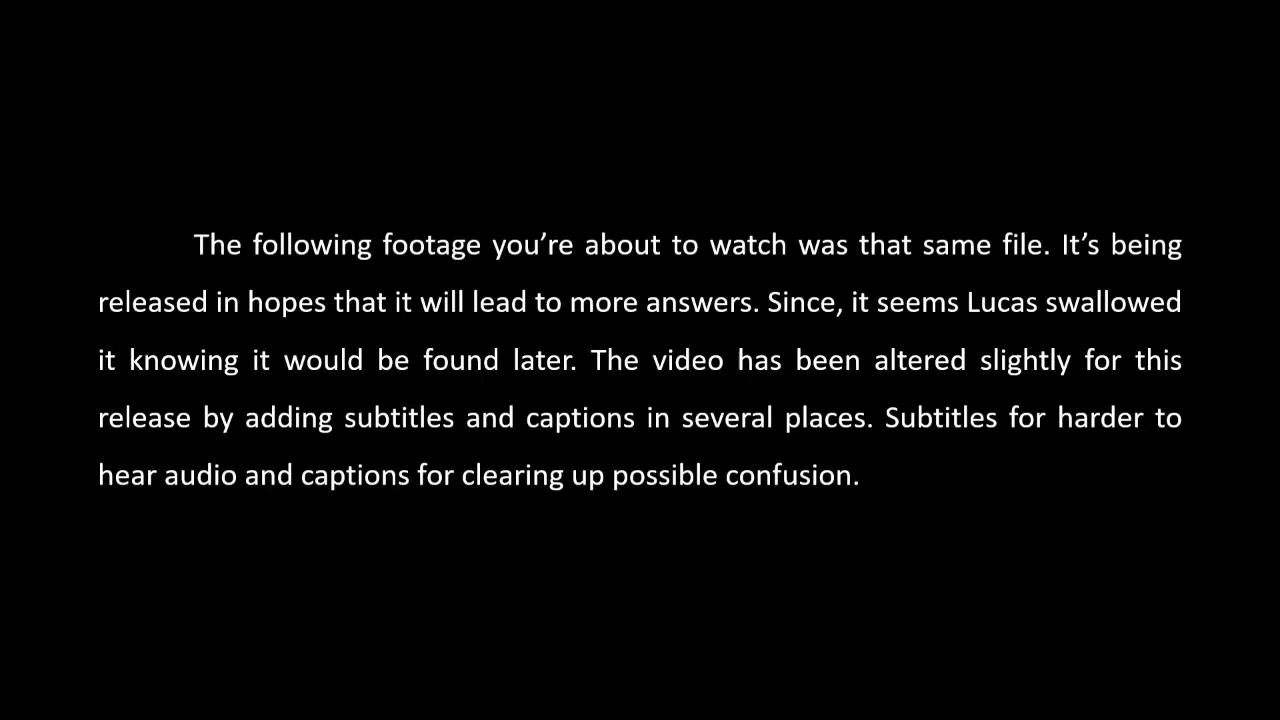 The following footage you’re about to watch was that same file. It’s being
released in hopes that it will lead to more answers. Since, it seems Lucas swallowed
it knowing it would be found later. The video has been altered slightly for this
release by adding subtitles and captions in several places. Subtitles for harder to
hear audio and captions for clearing up possible confusion.